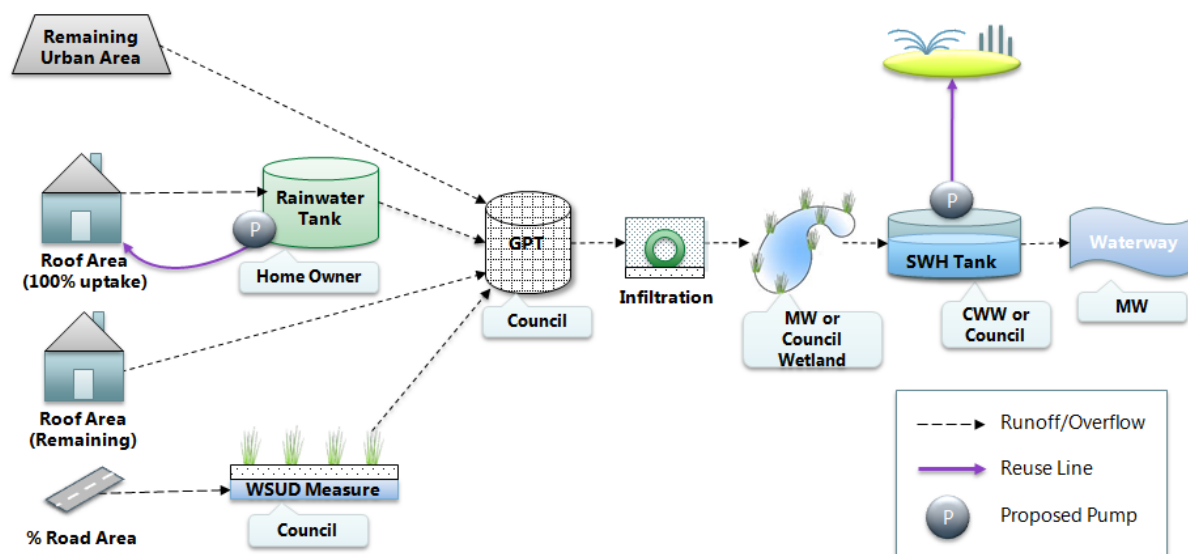 Remaining
Urban Area
Roof Area
(100% uptake)
P
Rainwater
Tank
Home Owner
Roof Area
(Remaining)
% Road Area
WSUD Measure
Council
GPT
Council
Infiltration
MW or
Council
Wetland
P
SWH Tank
CWW or
Council
Waterway
MW
Runoff/Overflow
Reuse Line
P
Proposed Pump